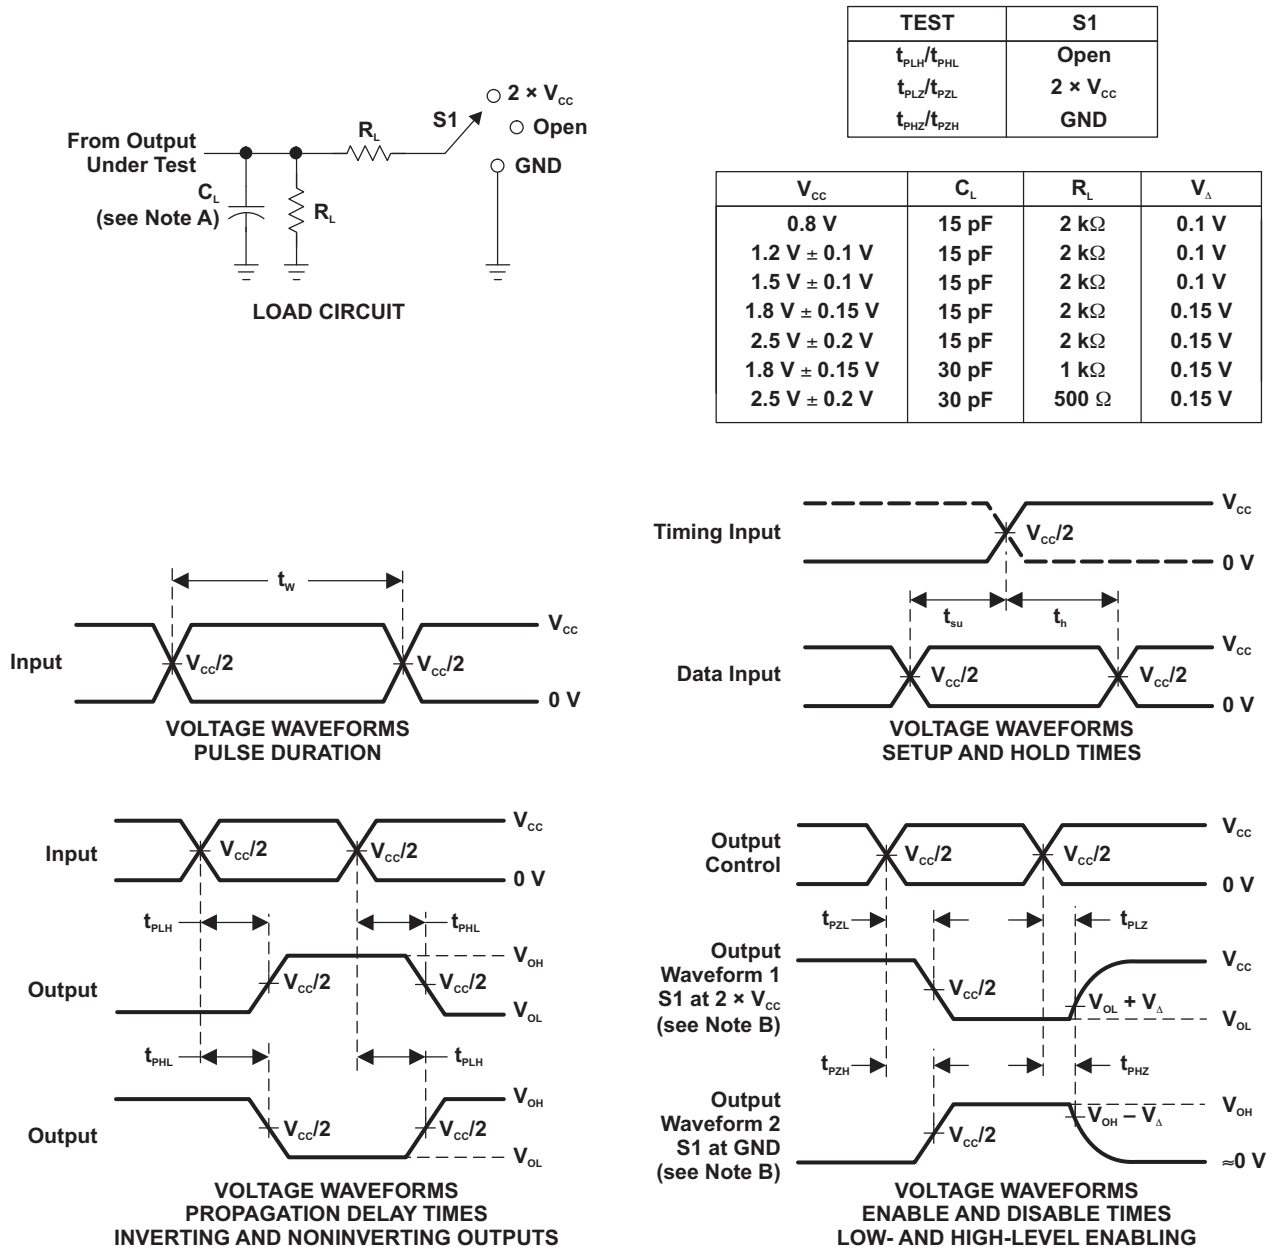 TEST S1
tPLH/tPHL Open
tPLZ/tPZL 2 × VCC
tPHZ/tPZH GND
2 × VCC
S1
Open
GND
From Output
Under Test
RL
CL
(see Note A)
RL
LOAD CIRCUIT
VCC CL RL VΔ
0.8 V 15 pF 2 kΩ 0.1 V
1.2 V ± 0.1 V 15 pF 2 kΩ 0.1 V
1.5 V ± 0.1 V 15 pF 2 kΩ 0.1 V
1.8 V ± 0.15 V 15 pF 2 kΩ 0.15 V
2.5 V ± 0.2 V 15 pF 2 kΩ 0.15 V
1.8 V ± 0.15 V 30 pF 1 kΩ 0.15 V
2.5 V ± 0.2 V 30 pF 500 Ω 0.15 V
tW
VCC
Input
VCC/2
VCC/2
0 V
VOLTAGE WAVEFORMS
PULSE DURATION
VCC
Timing Input
VCC/2
0 V
tsu
th
VCC
Data Input
VCC/2
VCC/2
0 V
VOLTAGE WAVEFORMS
SETUP AND HOLD TIMES
VCC
Input
VCC/2
VCC/2
0 V
tPLH
tPHL
VOH
Output
VCC/2
VCC/2
VOL
tPHL
tPLH
VOH
Output
VCC/2
VCC/2
VOL
VOLTAGE WAVEFORMS
PROPAGATION DELAY TIMES
INVERTING AND NONINVERTING OUTPUTS
VCC
Output
Control
VCC/2
VCC/2
0 V
tPZL
tPLZ
Output
Waveform 1
S1 at 2 × VCC
(see Note B)
VCC
VCC/2
VOL + VΔ
VOL
tPZH
tPHZ
Output
Waveform 2
S1 at GND
(see Note B)
VOH
VCC/2
VOH – VΔ
≈0 V
VOLTAGE WAVEFORMS
ENABLE AND DISABLE TIMES
LOW- AND HIGH-LEVEL ENABLING